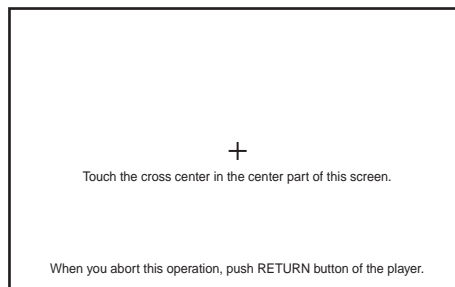 Touch the cross center in the center part of this screen.
When you abort this operation, push RETURN button of the player.